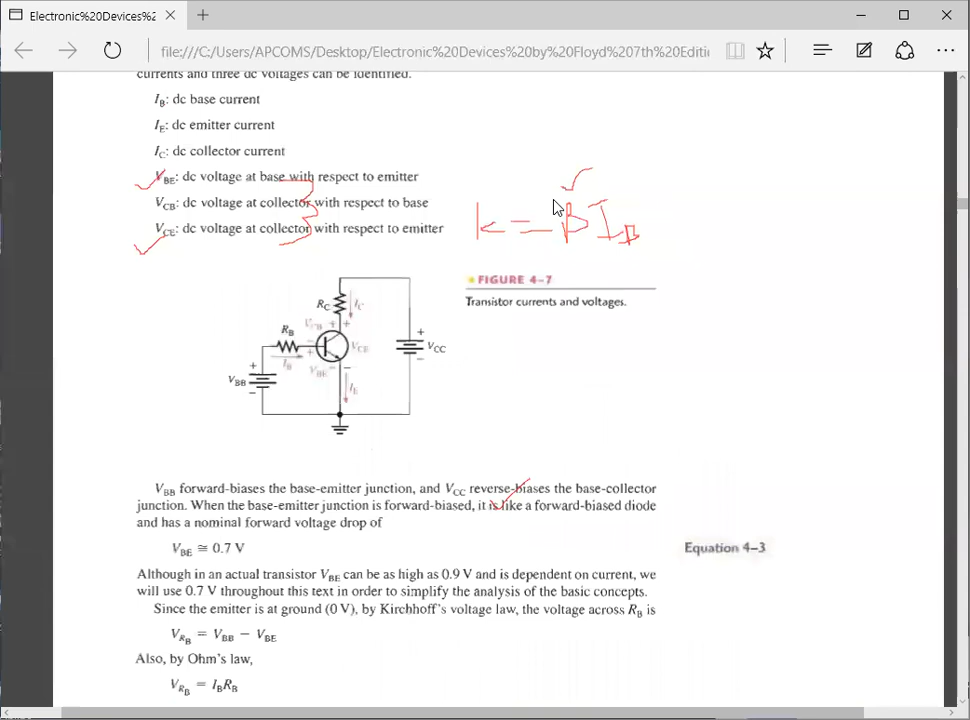 Electronic%20Devices%2
file:///C:/Users/APCOMS/Desktop/Electronic%20Devices%20by%20Floyd%207th%20Editi
currents and three dc voltages can be identified.
IB: dc base current
IE: dc emitter current
IC: dc collector current
VBE: dc voltage at base with respect to emitter
VCB: dc voltage at collector with respect to base
VCE: dc voltage at collector with respect to emitter
= β IB
FIGURE 4–7
Transistor currents and voltages.
RC
IC
VCB + +
RB
VCE
+
VCC
−
IB
VBE
−
+
VBB
−
IE
VBB forward-biases the base-emitter junction, and VCC reverse-biases the base-collector
junction. When the base-emitter junction is forward-biased, it is like a forward-biased diode
and has a nominal forward voltage drop of
VBE ≅ 0.7 V
Equation 4–3
Although in an actual transistor VBE can be as high as 0.9 V and is dependent on current, we
will use 0.7 V throughout this text in order to simplify the analysis of the basic concepts.
Since the emitter is at ground (0 V), by Kirchhoff's voltage law, the voltage across RB is
VRB = VBB − VBE
Also, by Ohm's law,
VRB = IBRB